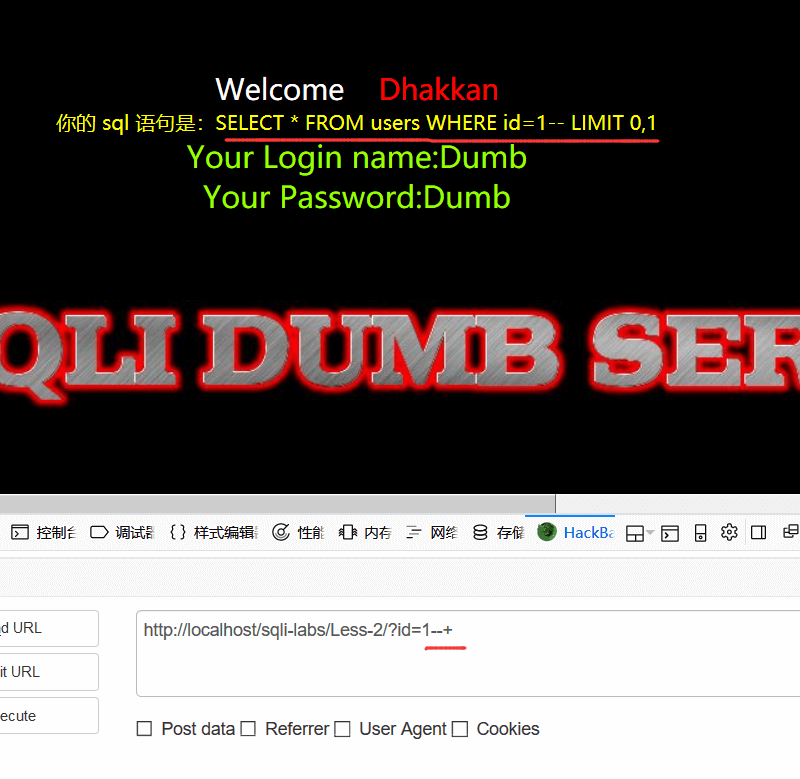 Welcome Dhakkan
你的 sql 语句是：SELECT * FROM users WHERE id=1-- LIMIT 0,1
Your Login name:Dumb
Your Password:Dumb
QLI DUMB SER
控制台 调试器 {} 样式编辑 性能 内存 网络 存储 HackBa
d URL
http://localhost/sqli-labs/Less-2/?id=1--+
it URL
ecute
Post data Referrer User Agent Cookies